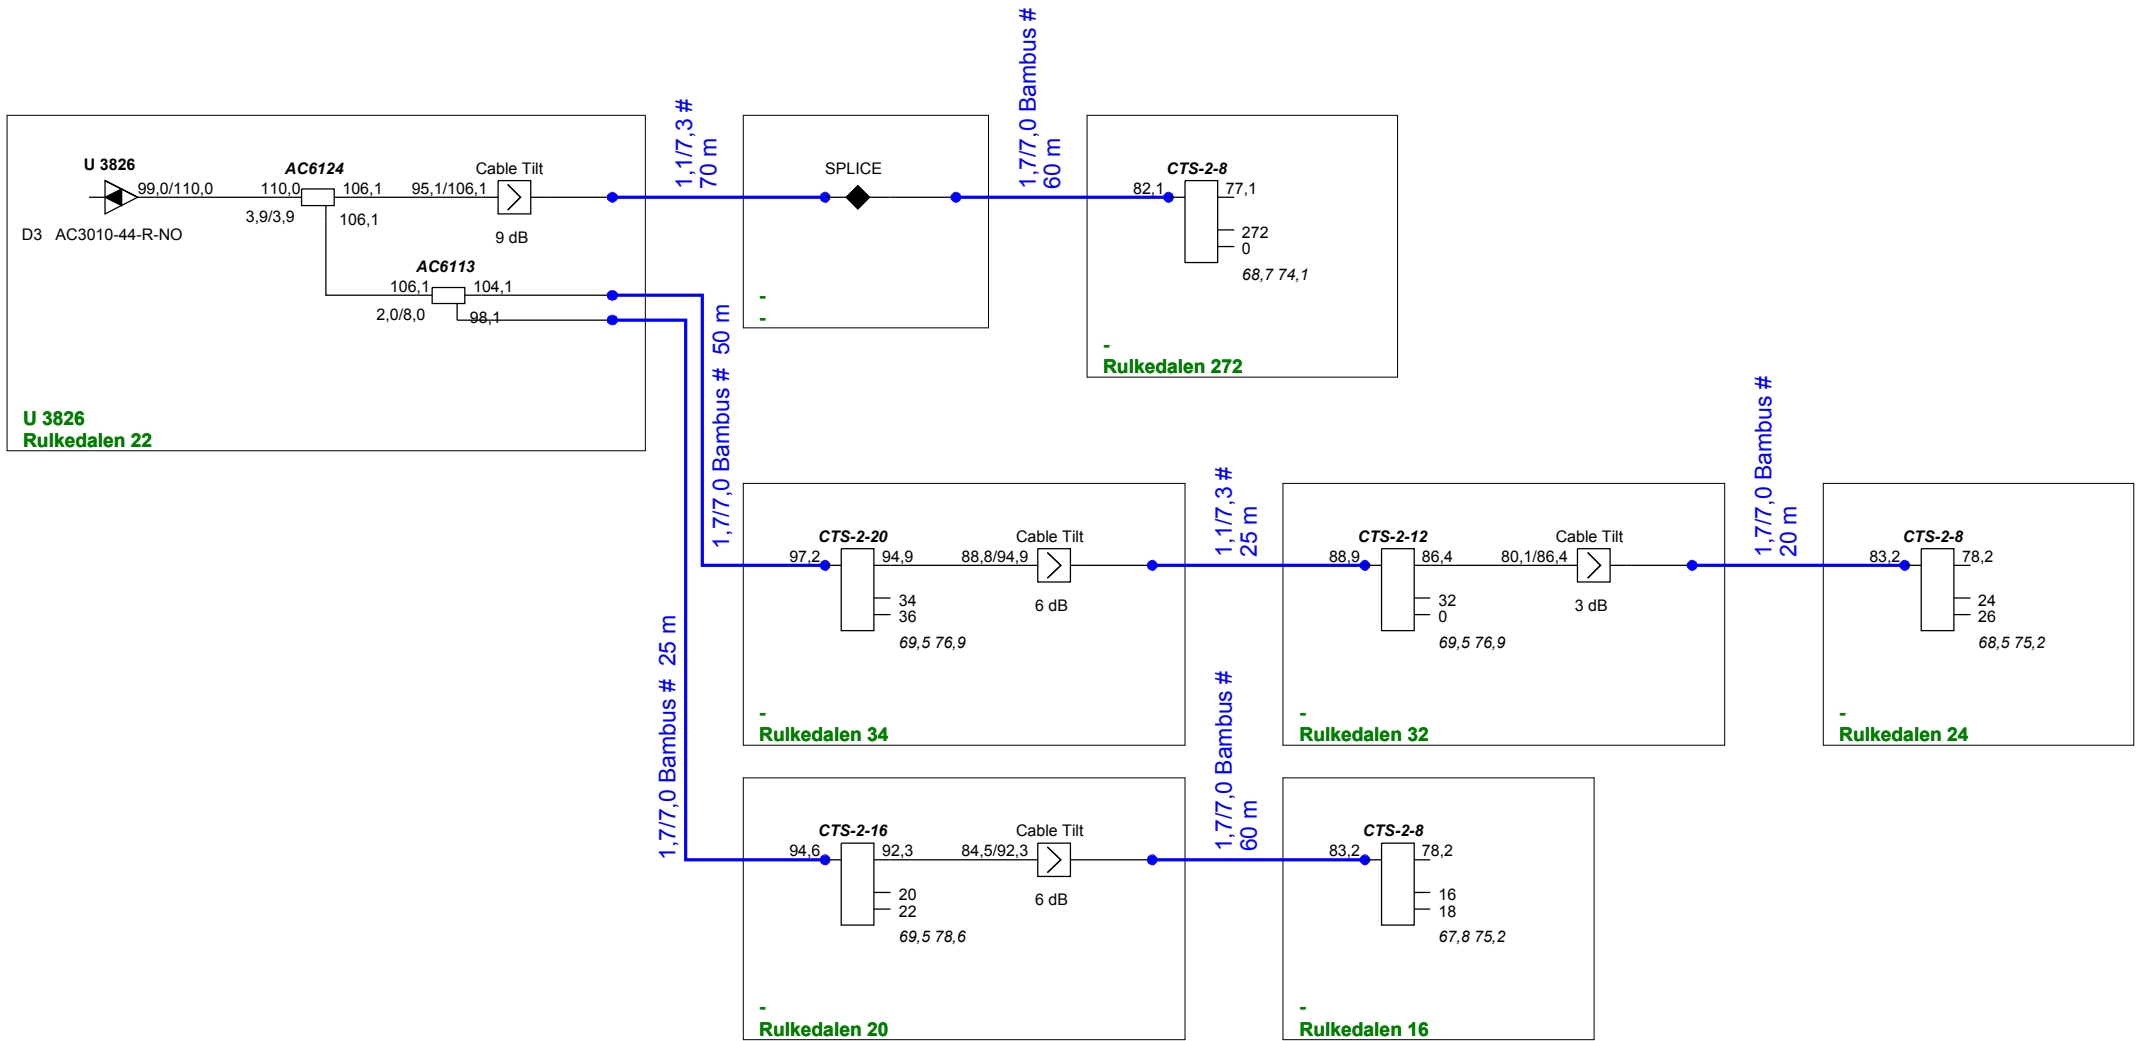 U 3826
99,0/110,0
D3 AC3010-44-R-NO
AC6124
110,0
106,1
3,9/3,9
106,1
Cable Tilt
95,1/106,1
9 dB
AC6113
106,1
104,1
2,0/8,0
98,1
U 3826
Rulkedalen 22
1,1/7,3 #
70 m
SPLICE
-
-
1,7/7,0 Bambus #
60 m
CTS-2-8
82,1
77,1
272
0
68,7 74,1
-
Rulkedalen 272
1,7/7,0 Bambus # 50 m
CTS-2-20
97,2
94,9
34
36
69,5 76,9
Cable Tilt
88,8/94,9
6 dB
-
Rulkedalen 34
1,1/7,3 #
25 m
CTS-2-12
88,9
86,4
32
0
69,5 76,9
Cable Tilt
80,1/86,4
3 dB
-
Rulkedalen 32
1,7/7,0 Bambus #
20 m
CTS-2-8
83,2
78,2
24
26
68,5 75,2
-
Rulkedalen 24
1,7/7,0 Bambus # 25 m
CTS-2-16
94,6
92,3
20
22
69,5 78,6
Cable Tilt
84,5/92,3
6 dB
-
Rulkedalen 20
1,7/7,0 Bambus #
60 m
CTS-2-8
83,2
78,2
16
18
67,8 75,2
-
Rulkedalen 16